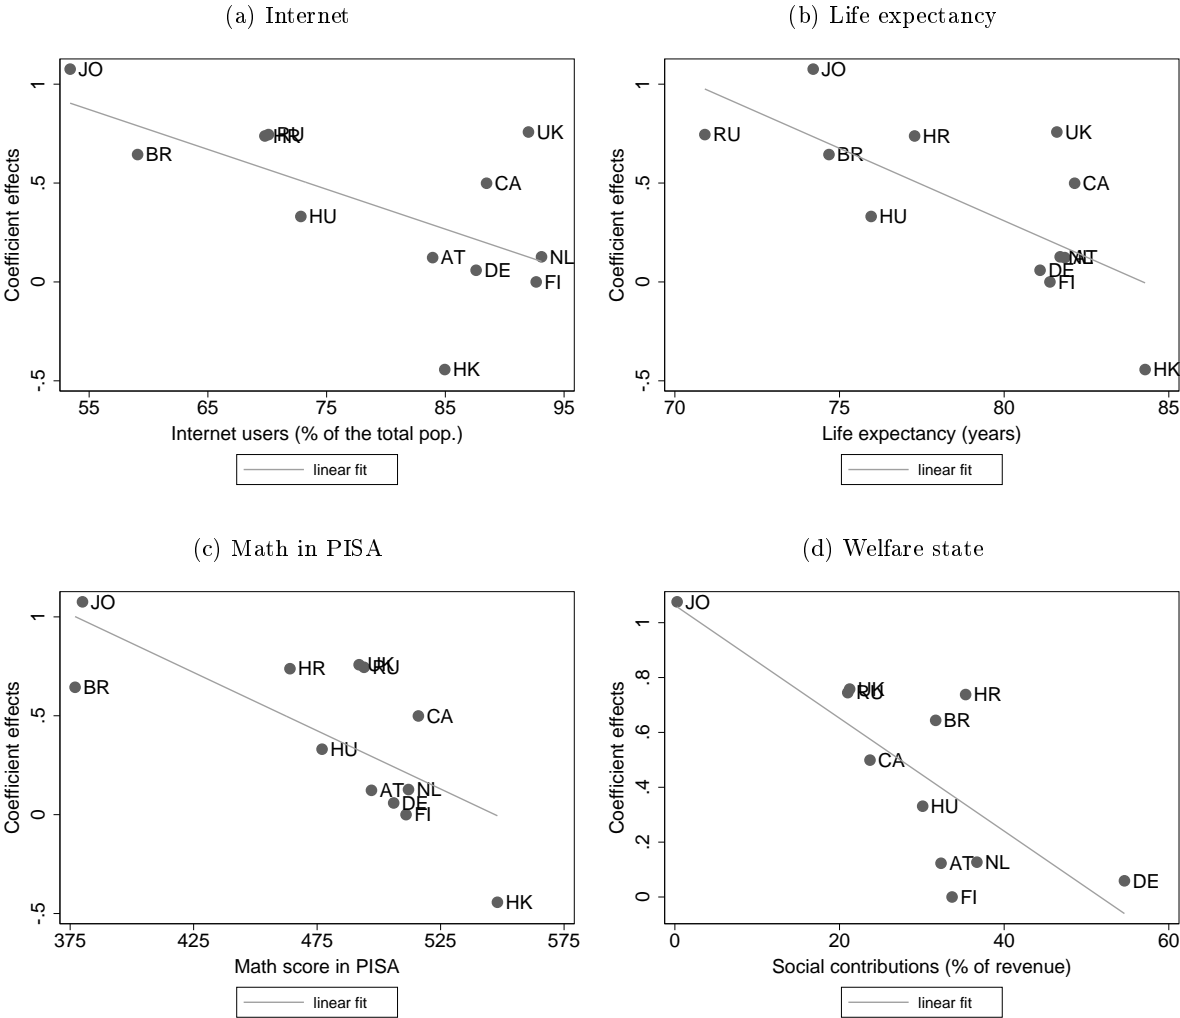 (a) Internet
Coefficient effects
1
.5
0
-.5
JO
BR
HR
RU
HU
UK
CA
AT
DE
NL
FI
HK
55 65 75 85 95
Internet users (% of the total pop.)
linear fit
(b) Life expectancy
Coefficient effects
1
.5
0
-.5
JO
RU
BR
HR
HU
UK
CA
NL
AT
DE
FI
HK
70 75 80 85
Life expectancy (years)
linear fit
(c) Math in PISA
Coefficient effects
1
.5
0
-.5
JO
BR
HR
UK
RU
CA
HU
AT
NL
DE
FI
HK
375 425 475 525 575
Math score in PISA
linear fit
(d) Welfare state
Coefficient effects
1
.8
.6
.4
.2
0
JO
UK
RU
HR
BR
CA
HU
AT
NL
DE
FI
0 20 40 60
Social contributions (% of revenue)
linear fit